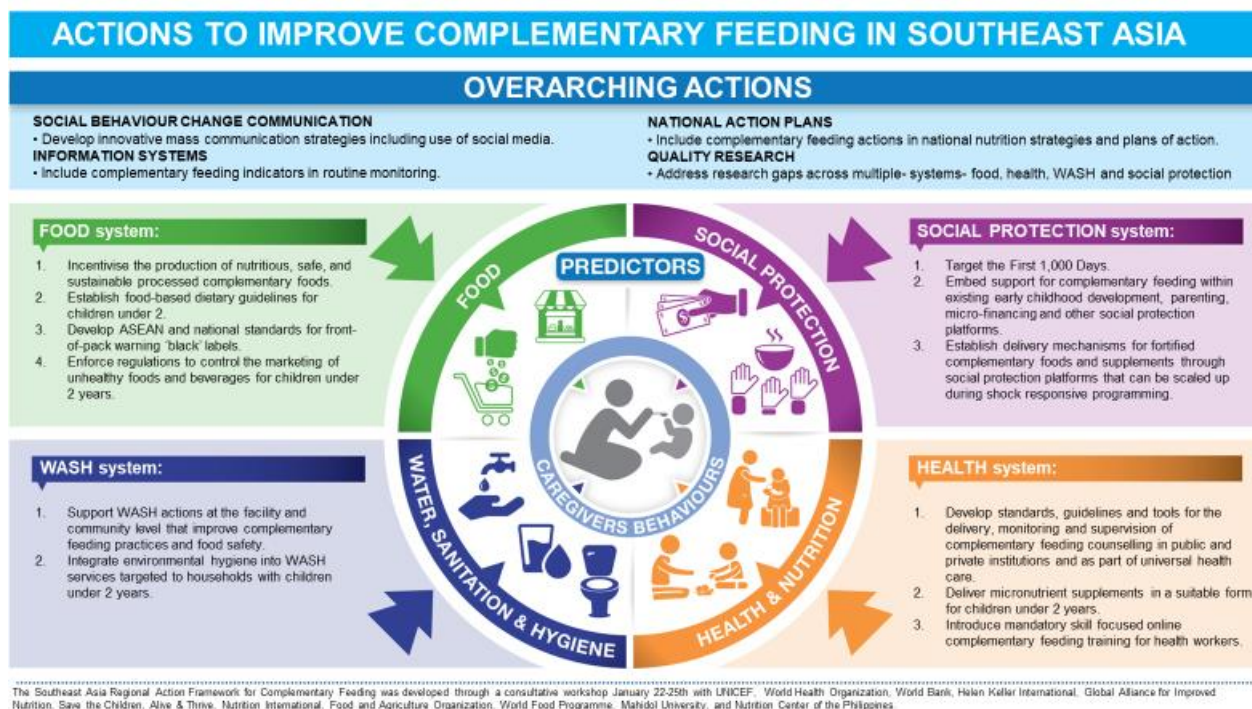 ACTIONS TO IMPROVE COMPLEMENTARY FEEDING IN SOUTHEAST ASIA
OVERARCHING ACTIONS
SOCIAL BEHAVIOUR CHANGE COMMUNICATION
• Develop innovative mass communication strategies including use of social media.
INFORMATION SYSTEMS
• Include complementary feeding indicators in routine monitoring.
NATIONAL ACTION PLANS
• Include complementary feeding actions in national nutrition strategies and plans of action.
QUALITY RESEARCH
• Address research gaps across multiple- systems- food, health, WASH and social protection
FOOD system:
1. Incentivise the production of nutritious, safe, and
sustainable processed complementary foods.
2. Establish food-based dietary guidelines for
children under 2.
3. Develop ASEAN and national standards for front-
of-pack warning 'black' labels.
4. Enforce regulations to control the marketing of
unhealthy foods and beverages for children under
2 years.
FOOD
PREDICTORS
SOCIAL PROTECTION
SOCIAL PROTECTION system:
1. Target the First 1,000 Days.
2. Embed support for complementary feeding within
existing early childhood development, parenting,
micro-financing and other social protection
platforms.
3. Establish delivery mechanisms for fortified
complementary foods and supplements through
social protection platforms that can be scaled up
during shock responsive programming.
CAREGIVERS BEHAVIOURS
WASH system:
1. Support WASH actions at the facility and
community level that improve complementary
feeding practices and food safety.
2. Integrate environmental hygiene into WASH
services targeted to households with children
under 2 years.
WATER, SANITATION & HYGIENE
HEALTH & NUTRITION
HEALTH system:
1. Develop standards, guidelines and tools for the
delivery, monitoring and supervision of
complementary feeding counselling in public and
private institutions and as part of universal health
care.
2. Deliver micronutrient supplements in a suitable form
for children under 2 years.
3. Introduce mandatory skill focused online
complementary feeding training for health workers.
The Southeast Asia Regional Action Framework for Complementary Feeding was developed through a consultative workshop January 22-25th with UNICEF, World Health Organization, World Bank, Helen Keller International, Global Alliance for Improved
Nutrition, Save the Children, Alive & Thrive, Nutrition International, Food and Agriculture Organization, World Food Programme, Mahidol University, and Nutrition Center of the Philippines.